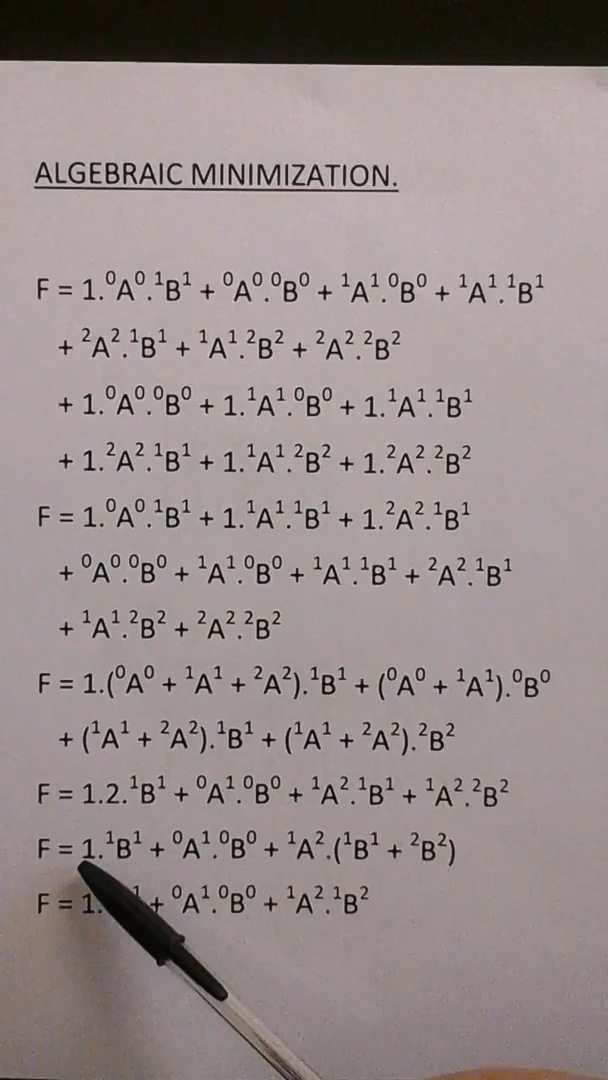 ALGEBRAIC MINIMIZATION.
F = 1.⁰A⁰.¹B¹ + ⁰A⁰.⁰B⁰ + ¹A¹.⁰B⁰ + ¹A¹.¹B¹
+ ²A².¹B¹ + ¹A¹.²B² + ²A².²B²
+ 1.⁰A⁰.⁰B⁰ + 1.¹A¹.⁰B⁰ + 1.¹A¹.¹B¹
+ 1.²A².¹B¹ + 1.¹A¹.²B² + 1.²A².²B²
F = 1.⁰A⁰.¹B¹ + 1.¹A¹.¹B¹ + 1.²A².¹B¹
+ ⁰A⁰.⁰B⁰ + ¹A¹.⁰B⁰ + ¹A¹.¹B¹ + ²A².¹B¹
+ ¹A¹.²B² + ²A².²B²
F = 1.(⁰A⁰ + ¹A¹ + ²A²).¹B¹ + (⁰A⁰ + ¹A¹).⁰B⁰
+ (¹A¹ + ²A²).¹B¹ + (¹A¹ + ²A²).²B²
F = 1.2.¹B¹ + ⁰A¹.⁰B⁰ + ¹A².¹B¹ + ¹A².²B²
F = 1.¹B¹ + ⁰A¹.⁰B⁰ + ¹A².(¹B¹ + ²B²)
F = 1. ¹ + ⁰A¹.⁰B⁰ + ¹A².¹B²